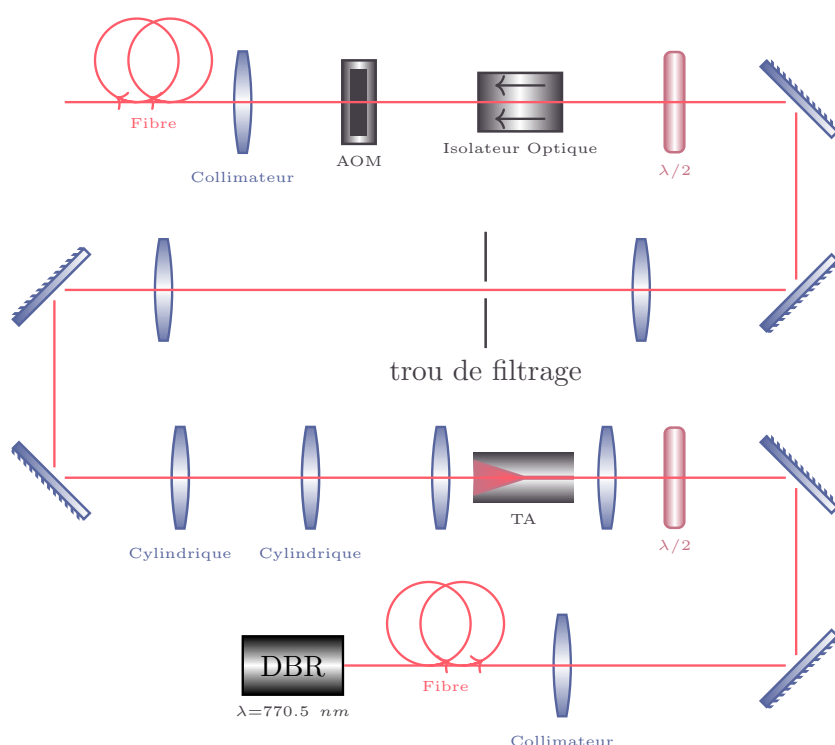 Fibre
Collimateur
AOM
Isolateur Optique
λ/2
trou de filtrage
Cylindrique
Cylindrique
TA
λ/2
DBR
λ=770.5 nm
Fibre
Collimateur